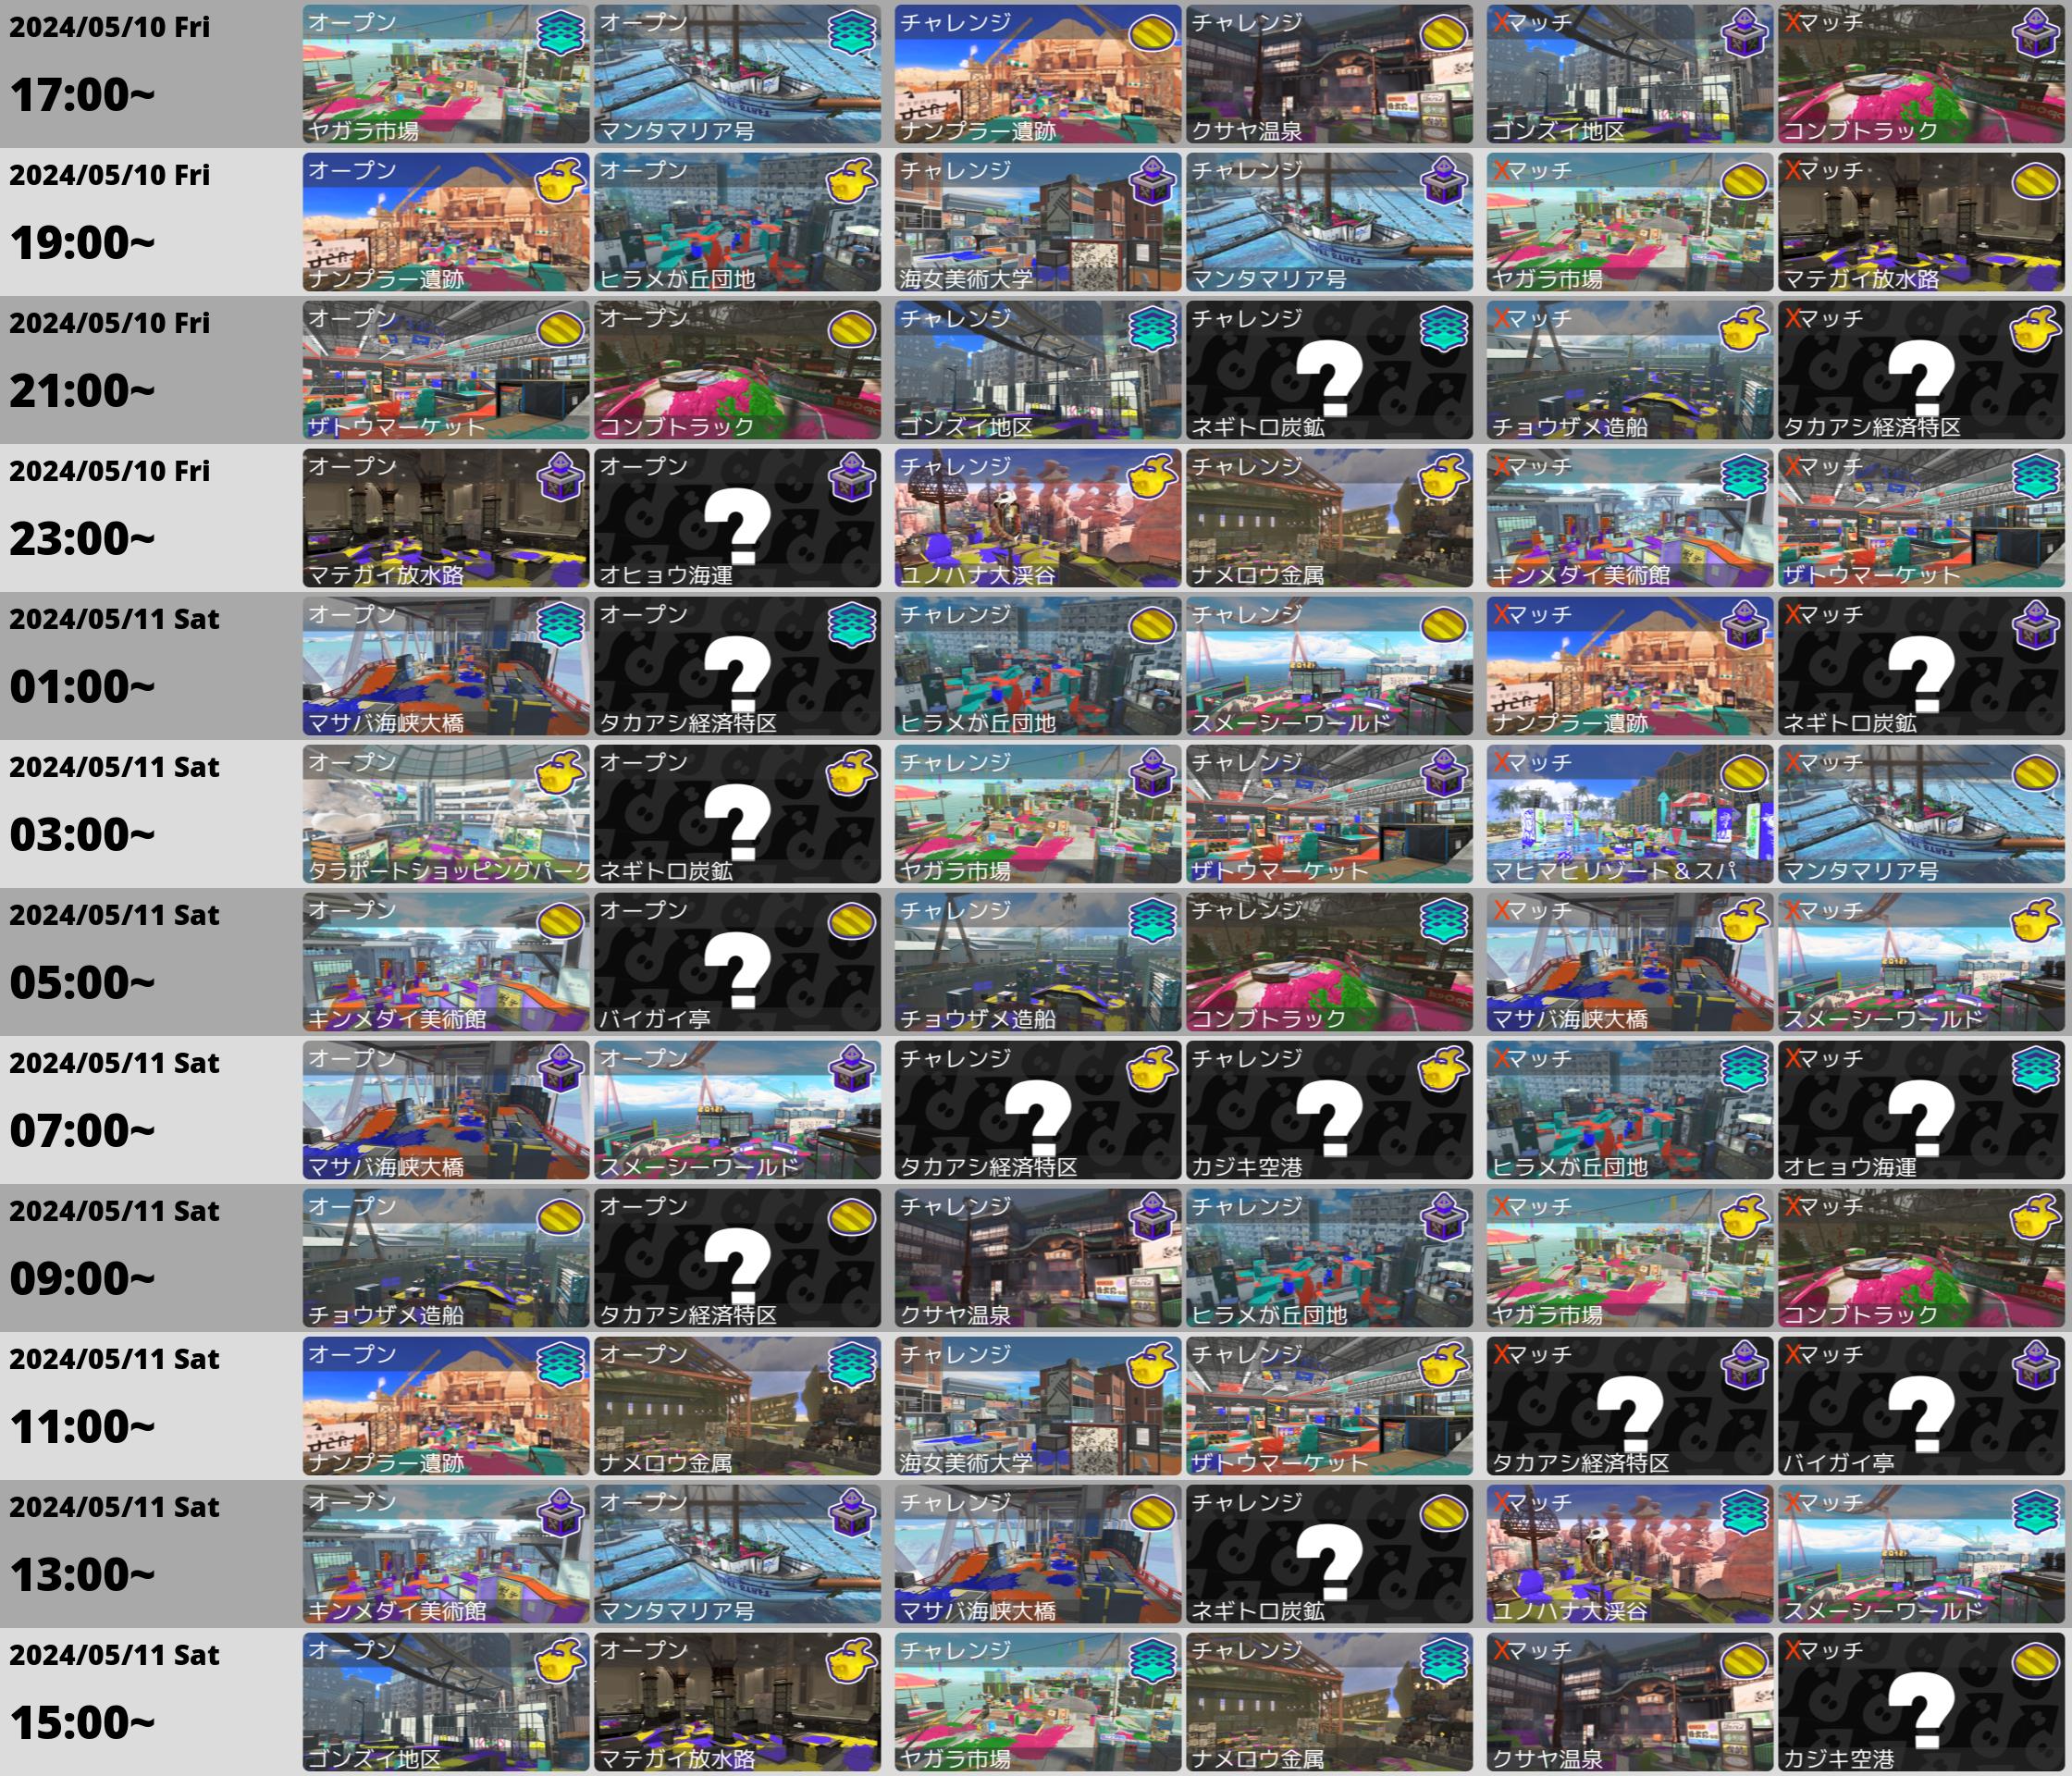 2024/05/10 Fri
17:00~
オープン オープン チャレンジ チャレンジ Xマッチ Xマッチ
ヤガラ市場 マンタマリア号 ナンプラー遺跡 クサヤ温泉 ゴンズイ地区 コンブトラック
2024/05/10 Fri
19:00~
オープン オープン チャレンジ チャレンジ Xマッチ Xマッチ
ナンプラー遺跡 ヒラメが丘団地 海女美術大学 マンタマリア号 ヤガラ市場 マテガイ放水路
2024/05/10 Fri
21:00~
オープン オープン チャレンジ チャレンジ Xマッチ Xマッチ
? ?
ザトウマーケット コンブトラック ゴンズイ地区 ネギトロ炭鉱 チョウザメ造船 タカアシ経済特区
2024/05/10 Fri
23:00~
オープン オープン チャレンジ チャレンジ Xマッチ Xマッチ
?
マテガイ放水路 オヒョウ海運 ユノハナ大渓谷 ナメロウ金属 キンメダイ美術館 ザトウマーケット
2024/05/11 Sat
01:00~
オープン オープン チャレンジ チャレンジ Xマッチ Xマッチ
? ?
マサバ海峡大橋 タカアシ経済特区 ヒラメが丘団地 スメーシーワールド ナンプラー遺跡 ネギトロ炭鉱
2024/05/11 Sat
03:00~
オープン オープン チャレンジ チャレンジ Xマッチ Xマッチ
?
タラポートショッピングパーク ネギトロ炭鉱 ヤガラ市場 ザトウマーケット マヒマヒリゾート＆スパ マンタマリア号
2024/05/11 Sat
05:00~
オープン オープン チャレンジ チャレンジ Xマッチ Xマッチ
?
キンメダイ美術館 バイガイ亭 チョウザメ造船 コンブトラック マサバ海峡大橋 スメーシーワールド
2024/05/11 Sat
07:00~
オープン オープン チャレンジ チャレンジ Xマッチ Xマッチ
? ? ?
マサバ海峡大橋 スメーシーワールド タカアシ経済特区 カジキ空港 ヒラメが丘団地 オヒョウ海運
2024/05/11 Sat
09:00~
オープン オープン チャレンジ チャレンジ Xマッチ Xマッチ
?
チョウザメ造船 タカアシ経済特区 クサヤ温泉 ヒラメが丘団地 ヤガラ市場 コンブトラック
2024/05/11 Sat
11:00~
オープン オープン チャレンジ チャレンジ Xマッチ Xマッチ
? ?
ナンプラー遺跡 ナメロウ金属 海女美術大学 ザトウマーケット タカアシ経済特区 バイガイ亭
2024/05/11 Sat
13:00~
オープン オープン チャレンジ チャレンジ Xマッチ Xマッチ
?
キンメダイ美術館 マンタマリア号 マサバ海峡大橋 ネギトロ炭鉱 ユノハナ大渓谷 スメーシーワールド
2024/05/11 Sat
15:00~
オープン オープン チャレンジ チャレンジ Xマッチ Xマッチ
?
ゴンズイ地区 マテガイ放水路 ヤガラ市場 ナメロウ金属 クサヤ温泉 カジキ空港